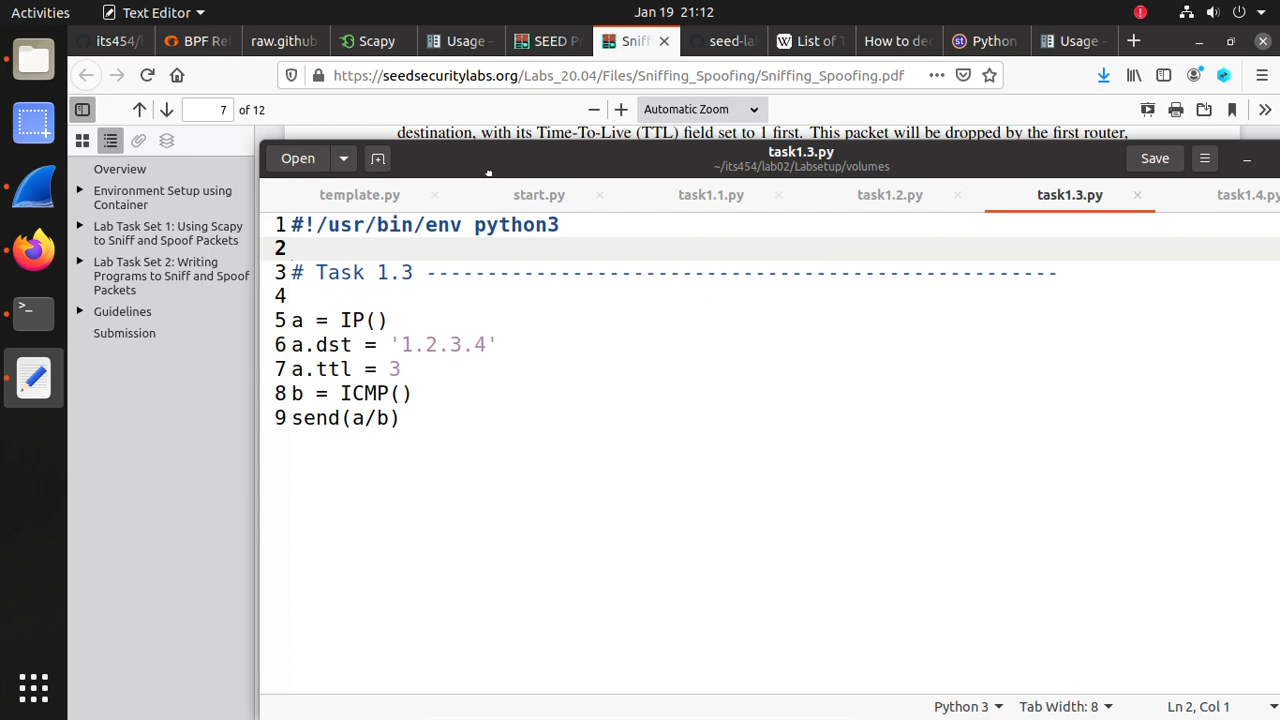 Activities
Text Editor
Jan 19 21:12
its454/l
BPF Re
raw.github
Scapy
Usage -
SEED P
Sniff
seed-la
List of T
How to dec
Python
Usage -
https://seedsecuritylabs.org/Labs_20.04/Files/Sniffing_Spoofing/Sniffing_Spoofing.pdf
7
of 12
Automatic Zoom
destination, with its Time-To-Live (TTL) field set to 1 first. This packet will be dropped by the first router,
Overview
Environment Setup using
Container
Lab Task Set 1: Using Scapy
to Sniff and Spoof Packets
Lab Task Set 2: Writing
Programs to Sniff and Spoof
Packets
Guidelines
Submission
Open
task1.3.py
~/its454/lab02/Labsetup/volumes
Save
template.py
start.py
task1.1.py
task1.2.py
task1.3.py
task1.4.py
1 #!/usr/bin/env python3
2
3 # Task 1.3 ----------------------------------------------------
4
5 a = IP()
6 a.dst = '1.2.3.4'
7 a.ttl = 3
8 b = ICMP()
9 send(a/b)
Python 3
Tab Width: 8
Ln 2, Col 1